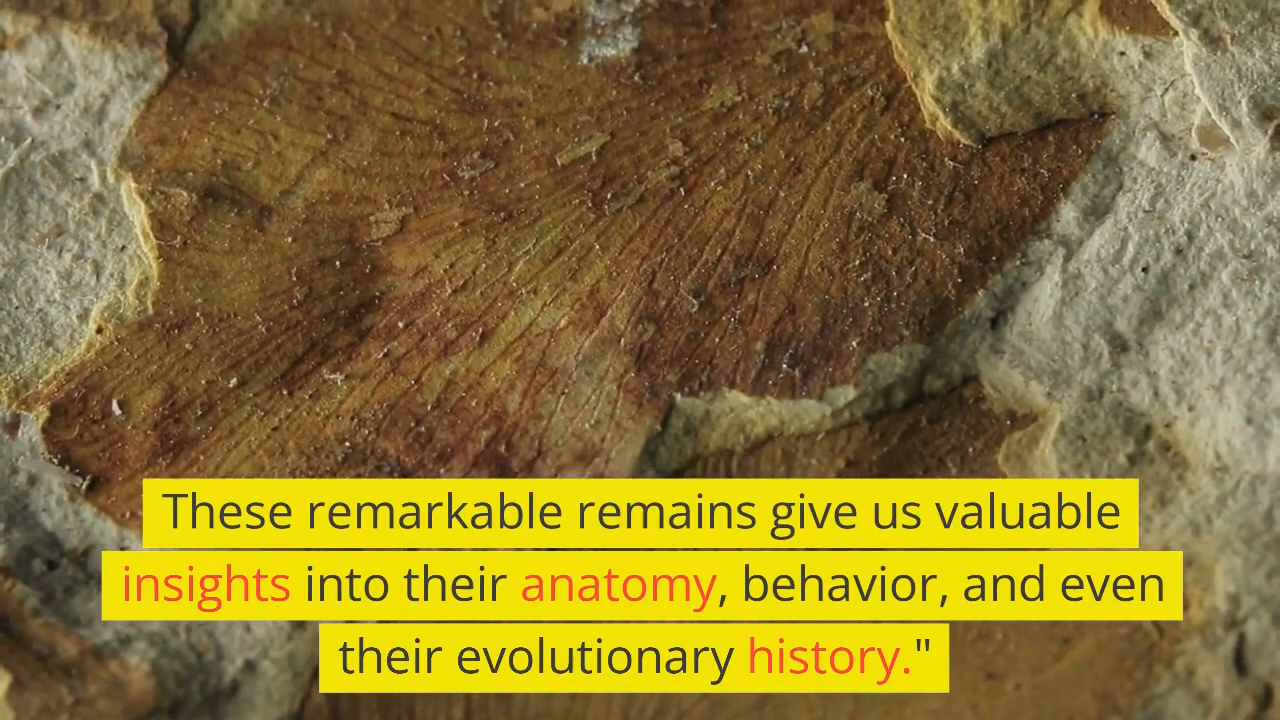 These remarkable remains give us valuable
insights into their anatomy, behavior, and even
their evolutionary history."